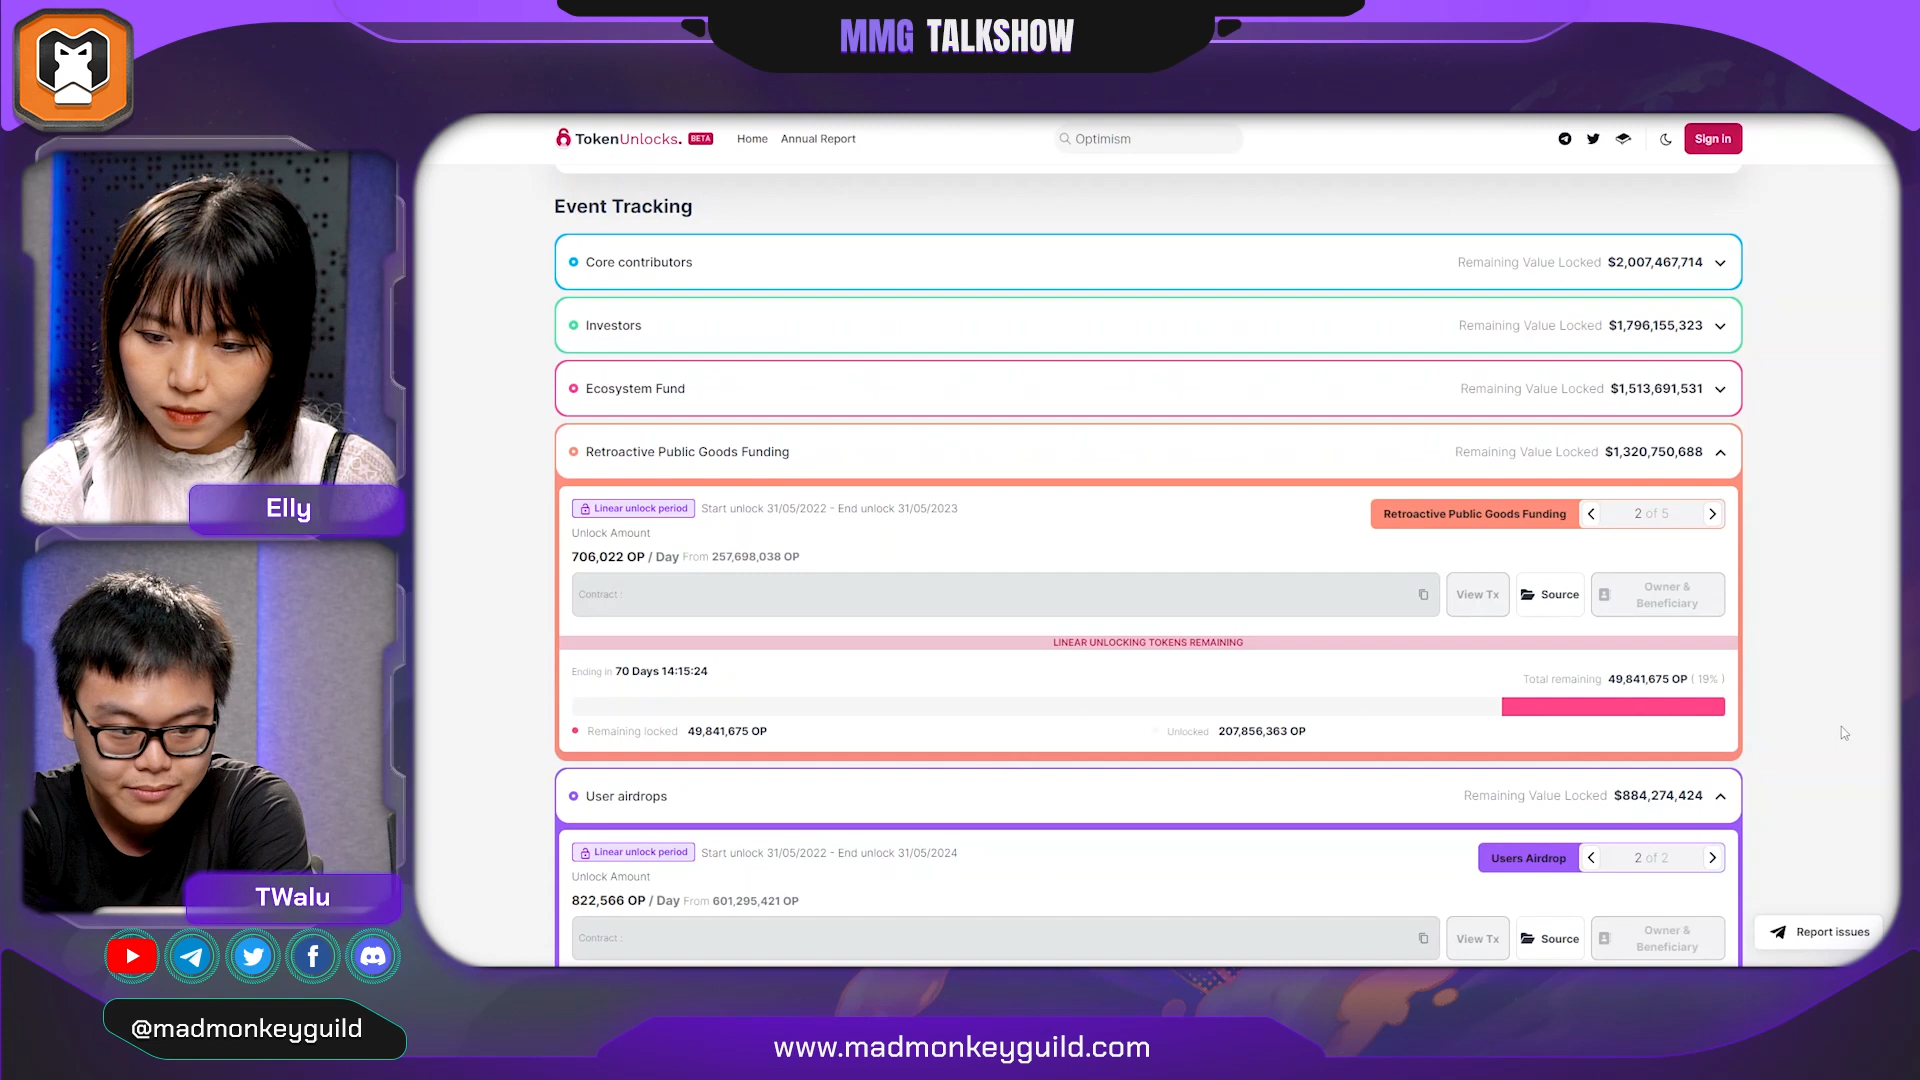 MMG TALKSHOW
TokenUnlocks. BETA
Home
Annual Report
Optimism
Sign in
Event Tracking
Core contributors
Remaining Value Locked $2,007,467,714
Investors
Remaining Value Locked $1,796,155,323
Ecosystem Fund
Remaining Value Locked $1,513,691,531
Retroactive Public Goods Funding
Remaining Value Locked $1,320,750,688
Linear unlock period
Start unlock 31/05/2022 - End unlock 31/05/2023
Retroactive Public Goods Funding
2 of 5
Unlock Amount
706,022 OP / Day From 257,698,038 OP
Contract :
View Tx
Source
Owner &
Beneficiary
LINEAR UNLOCKING TOKENS REMAINING
Ending in 70 Days 14:15:24
Total remaining 49,841,675 OP ( 19% )
Remaining locked 49,841,675 OP
Unlocked 207,856,363 OP
User airdrops
Remaining Value Locked $884,274,424
Linear unlock period
Start unlock 31/05/2022 - End unlock 31/05/2024
Users Airdrop
2 of 2
Unlock Amount
822,566 OP / Day From 601,295,421 OP
Contract :
View Tx
Source
Owner &
Beneficiary
Report issues
Elly
TWalu
@madmonkeyguild
www.madmonkeyguild.com